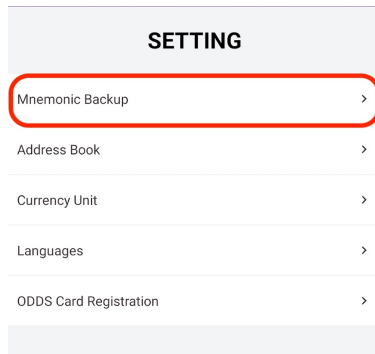 SETTING
Mnemonic Backup
Address Book
Currency Unit
Languages
ODDS Card Registration